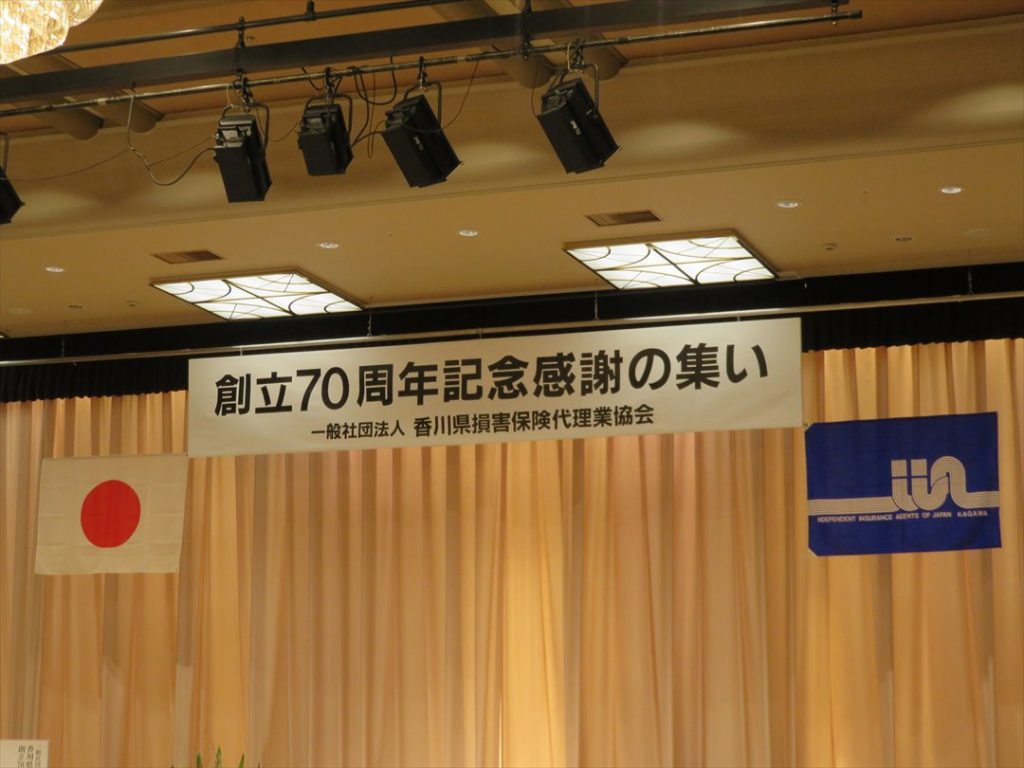 創立70周年記念感謝の集い
一般社団法人 香川県損害保険代理業協会
iia
INDEPENDENT INSURANCE AGENTS OF JAPAN KAGAWA